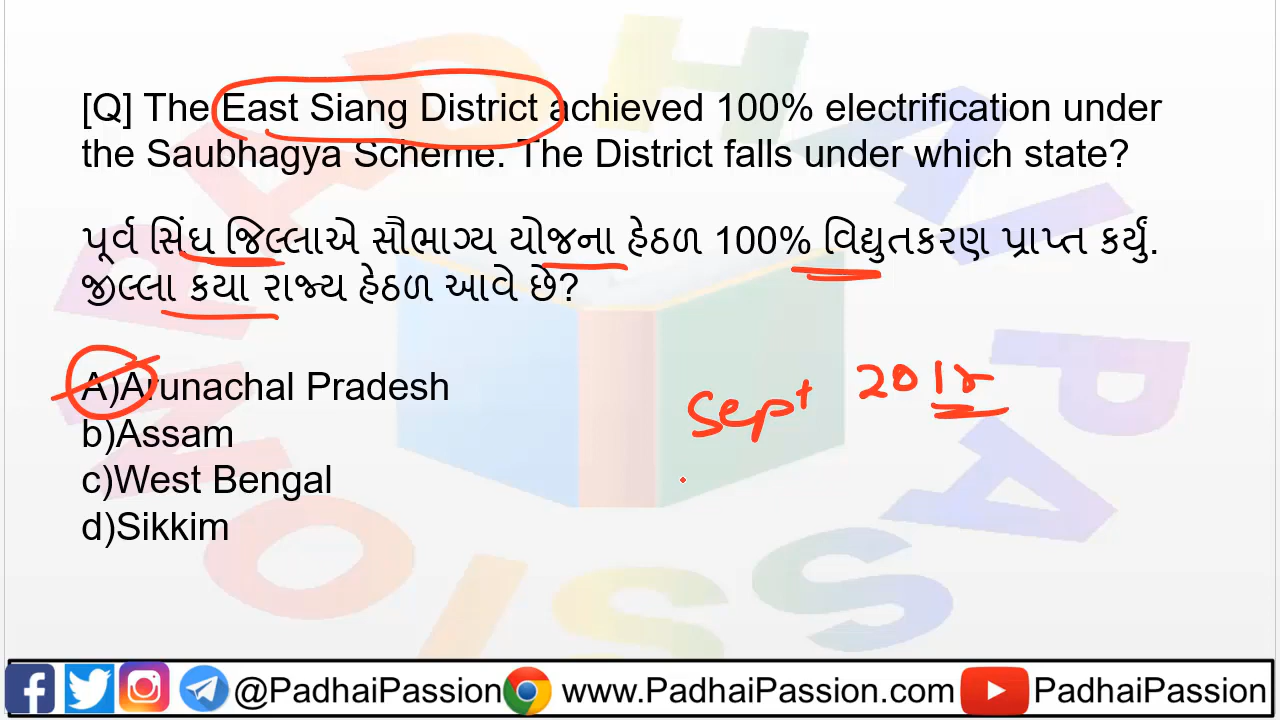 [Q] The East Siang District achieved 100% electrification under
the Saubhagya Scheme. The District falls under which state?
પૂર્વ સિંઘ જિલ્લાએ સૌભાગ્ય યોજના હેઠળ 100% વિદ્યુતકરણ પ્રાપ્ત કર્યું.
જીલ્લા કયા રાજ્ય હેઠળ આવે છે?
A)Arunachal Pradesh
b)Assam
c)West Bengal
d)Sikkim
Sept 2018
@PadhaiPassion www.PadhaiPassion.com PadhaiPassion
PADHAI PASSION